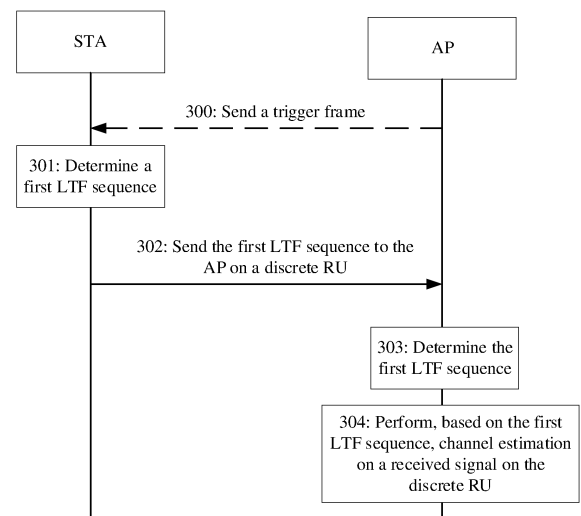 STA
AP
300: Send a trigger frame
301: Determine a
first LTF sequence
302: Send the first LTF sequence to the
AP on a discrete RU
303: Determine the
first LTF sequence
304: Perform, based on the first
LTF sequence, channel estimation
on a received signal on the
discrete RU